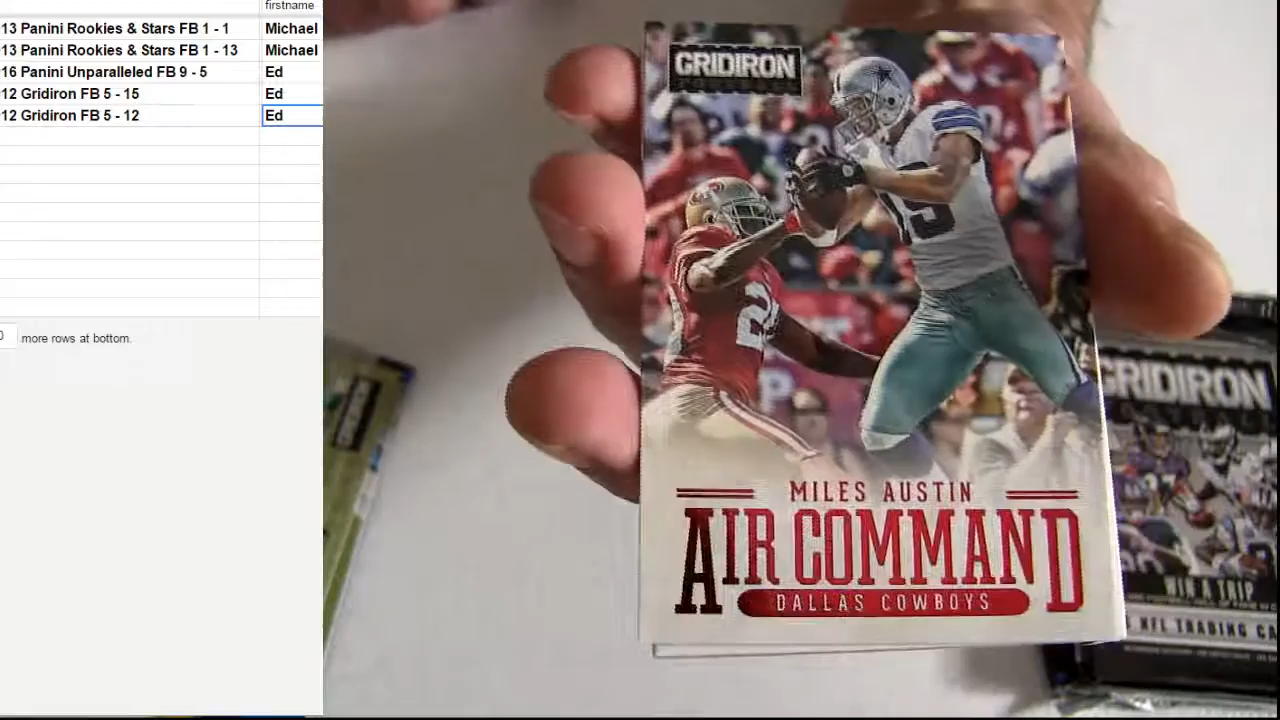 firstname
13 Panini Rookies & Stars FB 1 - 1 Michael
13 Panini Rookies & Stars FB 1 - 13 Michael
16 Panini Unparalleled FB 9 - 5 Ed
12 Gridiron FB 5 - 15 Ed
12 Gridiron FB 5 - 12 Ed
0 more rows at bottom.
GRIDIRON
19
MILES AUSTIN
AIR COMMAND
DALLAS COWBOYS
GRIDIRON
WIN A TRIP
NFL TRADING CA